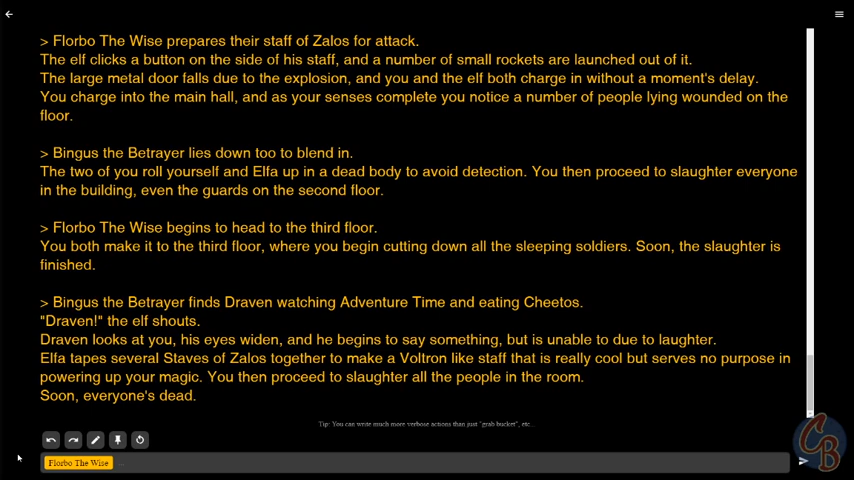 > Florbo The Wise prepares their staff of Zalos for attack.
The elf clicks a button on the side of his staff, and a number of small rockets are launched out of it.
The large metal door falls due to the explosion, and you and the elf both charge in without a moment's delay.
You charge into the main hall, and as your senses complete you notice a number of people lying wounded on the
floor.
> Bingus the Betrayer lies down too to blend in.
The two of you roll yourself and Elfa up in a dead body to avoid detection. You then proceed to slaughter everyone
in the building, even the guards on the second floor.
> Florbo The Wise begins to head to the third floor.
You both make it to the third floor, where you begin cutting down all the sleeping soldiers. Soon, the slaughter is
finished.
> Bingus the Betrayer finds Draven watching Adventure Time and eating Cheetos.
"Draven!" the elf shouts.
Draven looks at you, his eyes widen, and he begins to say something, but is unable to due to laughter.
Elfa tapes several Staves of Zalos together to make a Voltron like staff that is really cool but serves no purpose in
powering up your magic. You then proceed to slaughter all the people in the room.
Soon, everyone's dead.
Tip: You can write much more verbose actions than just "grab bucket", etc...
Florbo The Wise
CB